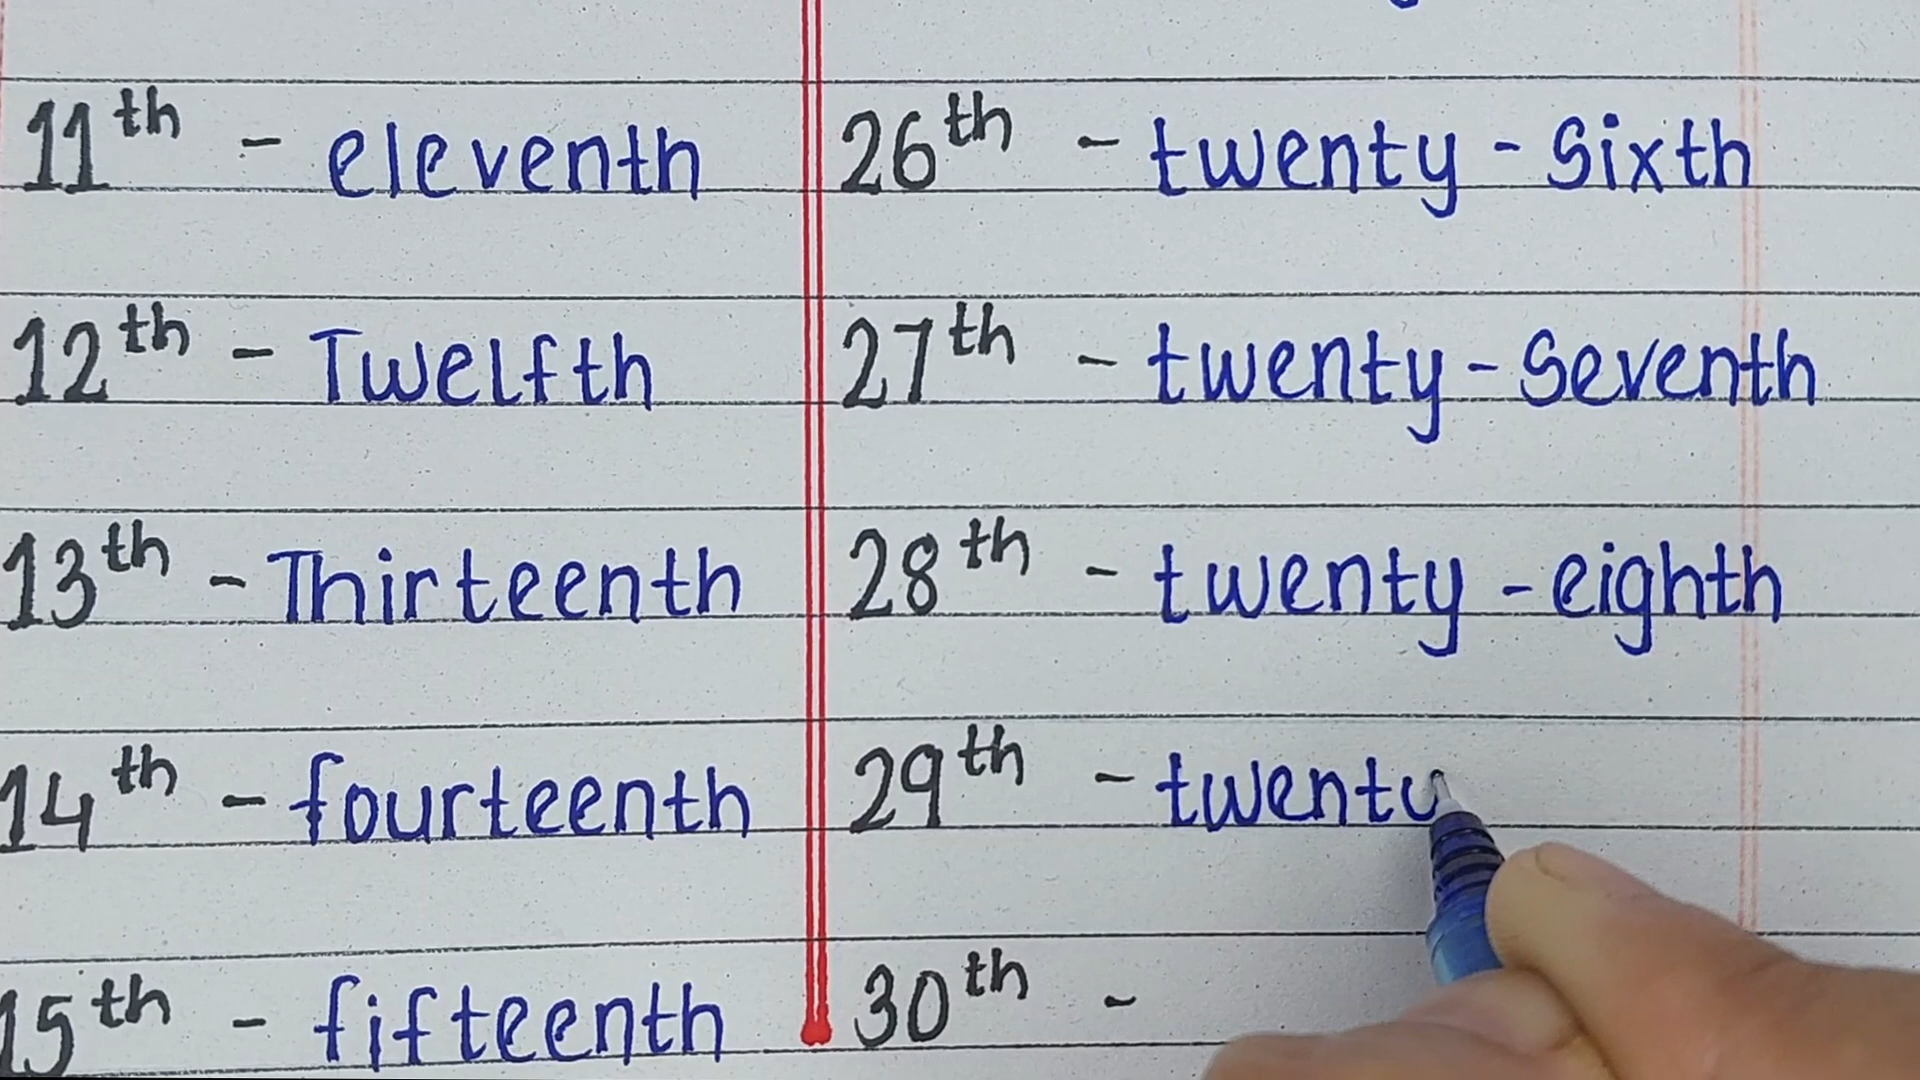 11th - eleventh
12th - Twelfth
13th - Thirteenth
14th - fourteenth
15th - fifteenth
26th - twenty - sixth
27th - twenty - seventh
28th - twenty - eighth
29th - twenty
30th -